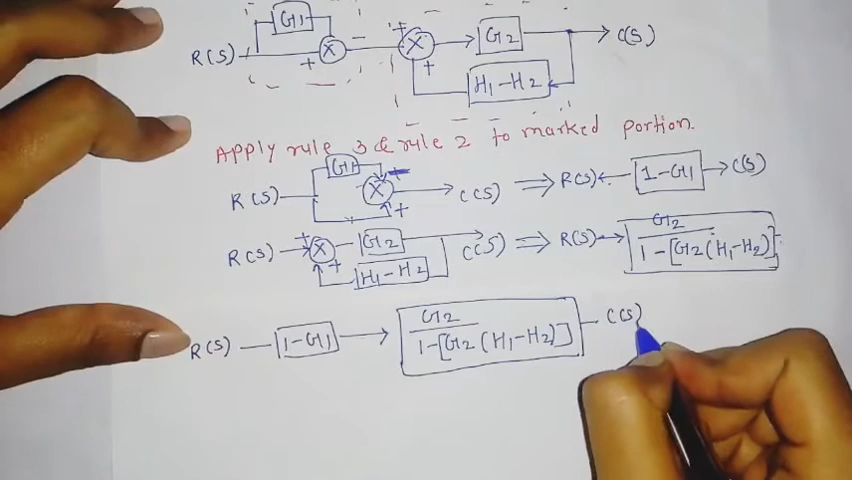 G1
R(S) + X − + X + G2 C(S)
H1-H2
Apply rule 3 & rule 2 to marked portion.
G1
R(S) − X + + C(S) ⟹ R(S) 1-G1 C(S)
R(S) + X + G2 C(S) ⟹ R(S) G2 / 1-[G2(H1-H2)]
H1-H2
R(S) 1-G1 G2 / 1-[G2(H1-H2)] C(S)